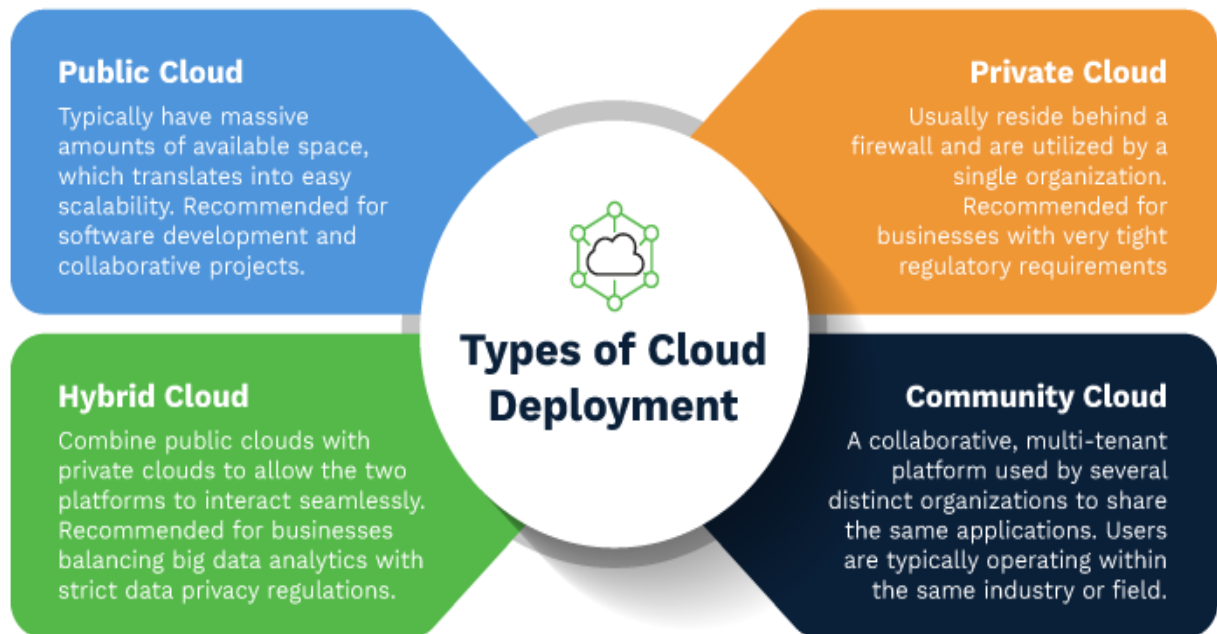 Public Cloud
Typically have massive
amounts of available space,
which translates into easy
scalability. Recommended for
software development and
collaborative projects.
Private Cloud
Usually reside behind a
firewall and are utilized by a
single organization.
Recommended for
businesses with very tight
regulatory requirements
Types of Cloud
Deployment
Hybrid Cloud
Combine public clouds with
private clouds to allow the two
platforms to interact seamlessly.
Recommended for businesses
balancing big data analytics with
strict data privacy regulations.
Community Cloud
A collaborative, multi-tenant
platform used by several
distinct organizations to share
the same applications. Users
are typically operating within
the same industry or field.